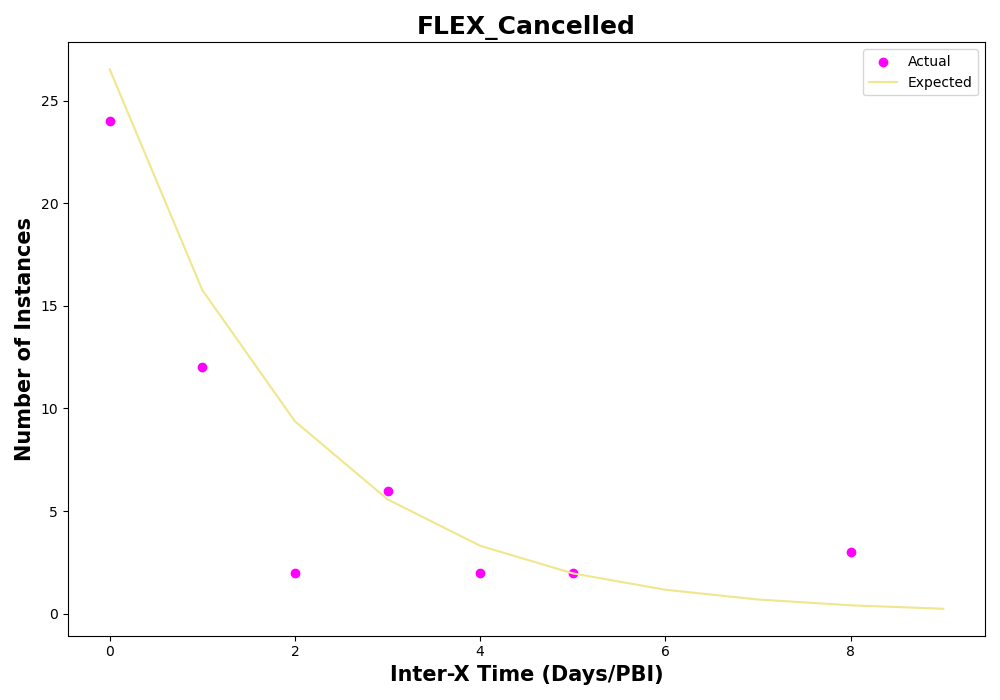 FLEX_Cancelled
Actual
Expected
Number of Instances
25
20
15
10
5
0
0 2 4 6 8
Inter-X Time (Days/PBI)